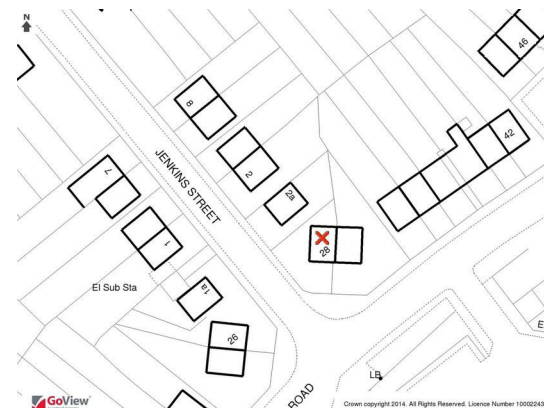 N
46
8
42
JENKINS STREET
2
7
2a
28
1
El Sub Sta
1a
26
E
LB
ROAD
GoView
Crown copyright 2014. All Rights Reserved. Licence Number 10002243